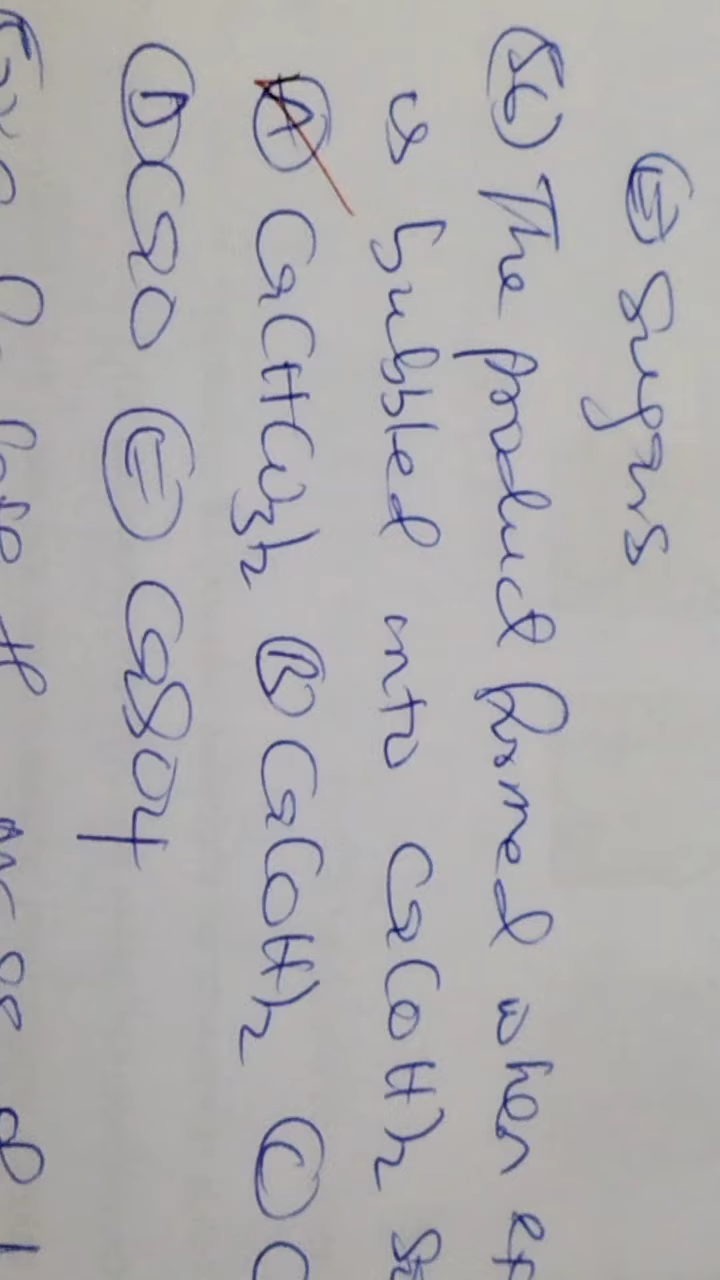 (E) Sugars
(56) The product formed when
is bubbled into Ca(OH)2
(A) Ca(HCO3)2 (B) Ca(OH)2 (C) C
(D) CaO (E) CaSO4